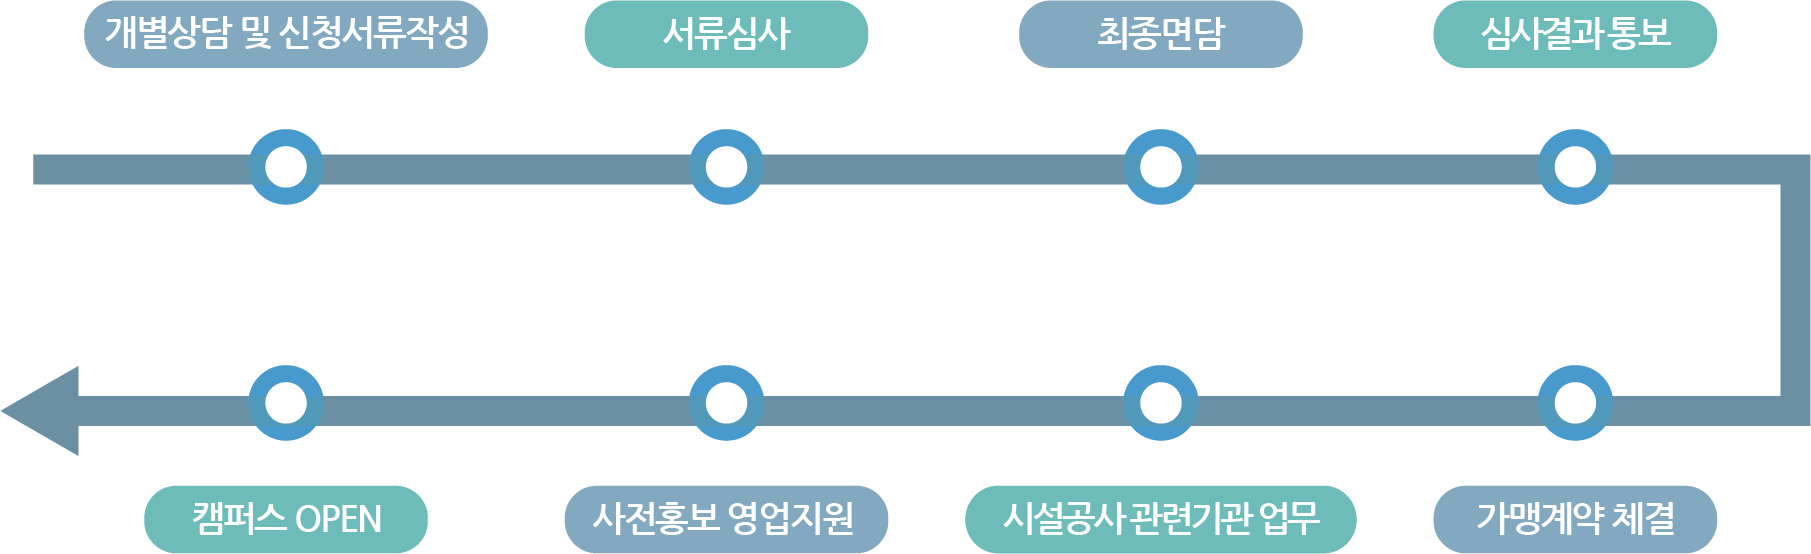 개별상담 및 신청서류작성
서류심사
최종면담
심사결과 통보
캠퍼스 OPEN
사전홍보 영업지원
시설공사 관련기관 업무
가맹계약 체결